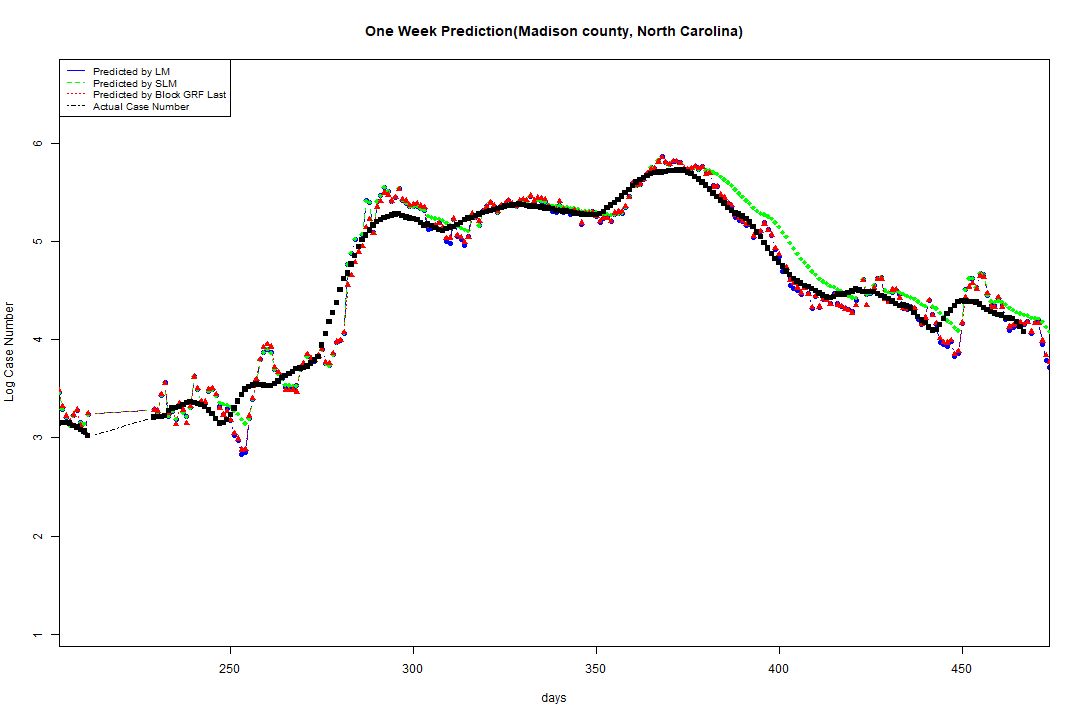 One Week Prediction(Madison county, North Carolina)
Predicted by LM
Predicted by SLM
Predicted by Block GRF Last
Actual Case Number
6
5
4
3
2
1
Log Case Number
250
300
350
400
450
days